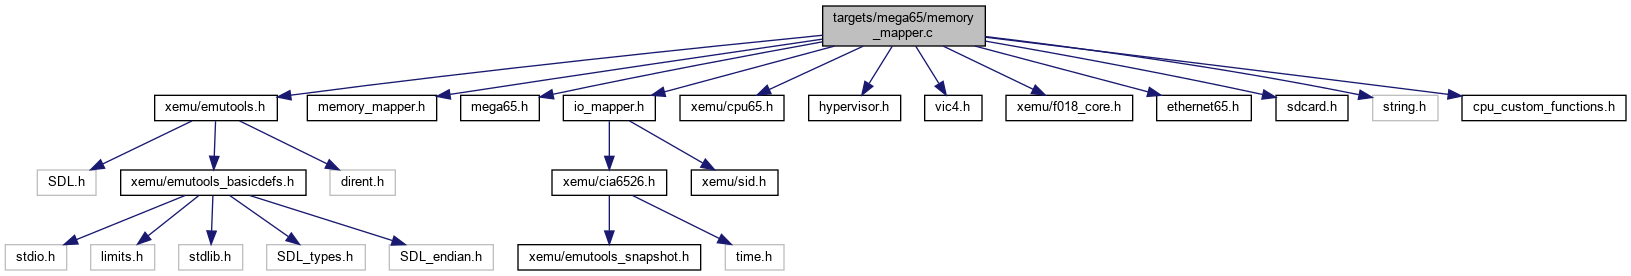 targets/mega65/memory
_mapper.c
xemu/emutools.h
memory_mapper.h
mega65.h
io_mapper.h
xemu/cpu65.h
hypervisor.h
vic4.h
xemu/f018_core.h
ethernet65.h
sdcard.h
string.h
cpu_custom_functions.h
SDL.h
xemu/emutools_basicdefs.h
dirent.h
xemu/cia6526.h
xemu/sid.h
stdio.h
limits.h
stdlib.h
SDL_types.h
SDL_endian.h
xemu/emutools_snapshot.h
time.h